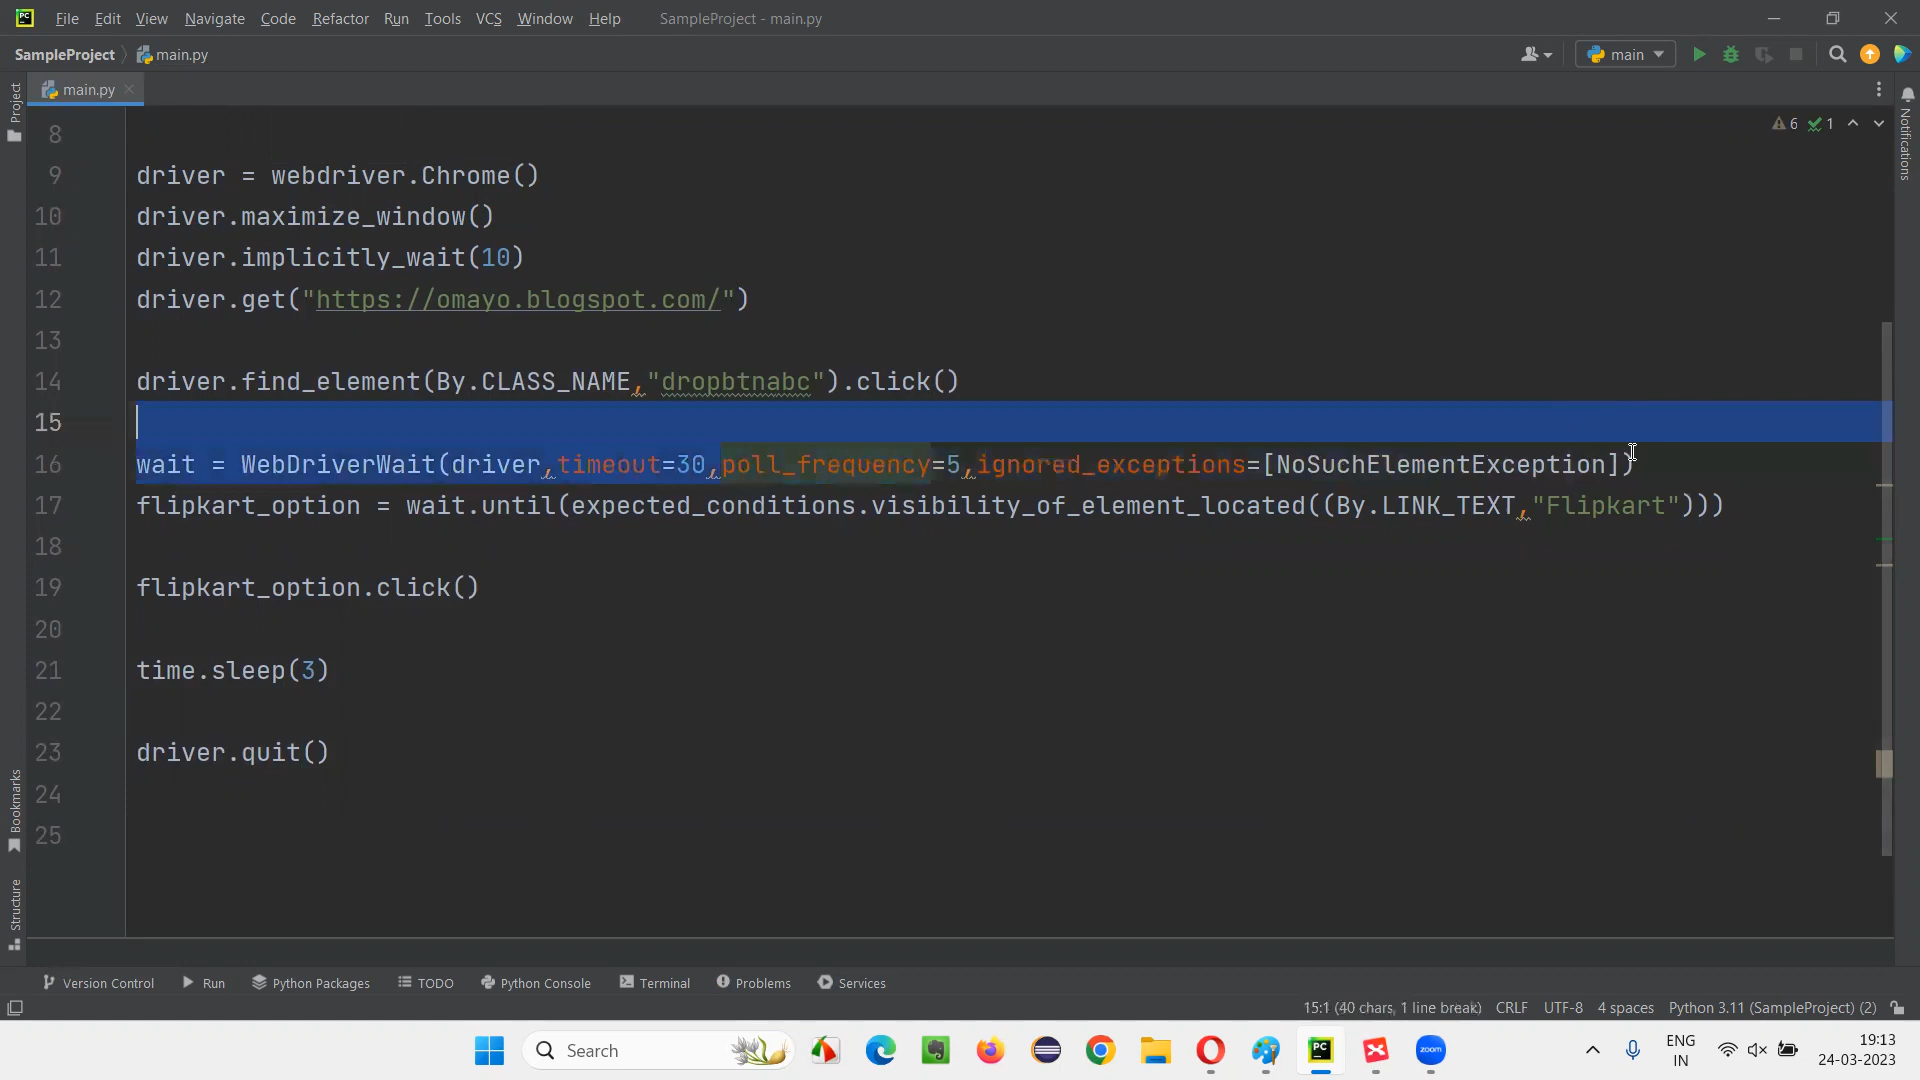 PC File Edit View Navigate Code Refactor Run Tools VCS Window Help SampleProject - main.py
SampleProject main.py main
Project main.py
Notifications
8 6 1
9 driver = webdriver.Chrome()
10 driver.maximize_window()
11 driver.implicitly_wait(10)
12 driver.get("https://omayo.blogspot.com/")
13
14 driver.find_element(By.CLASS_NAME,"dropbtnabc").click()
15
16 wait = WebDriverWait(driver,timeout=30,poll_frequency=5,ignored_exceptions=[NoSuchElementException])
17 flipkart_option = wait.until(expected_conditions.visibility_of_element_located((By.LINK_TEXT,"Flipkart")))
18
19 flipkart_option.click()
20
21 time.sleep(3)
22
23 driver.quit()
24
25
Bookmarks
Structure
Version Control Run Python Packages TODO Python Console Terminal Problems Services
15:1 (40 chars, 1 line break) CRLF UTF-8 4 spaces Python 3.11 (SampleProject) (2)
Search PC zoom ENG 19:13
IN 24-03-2023